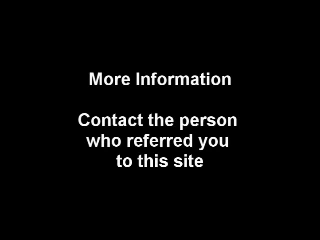 More Information
Contact the person
who referred you
to this site